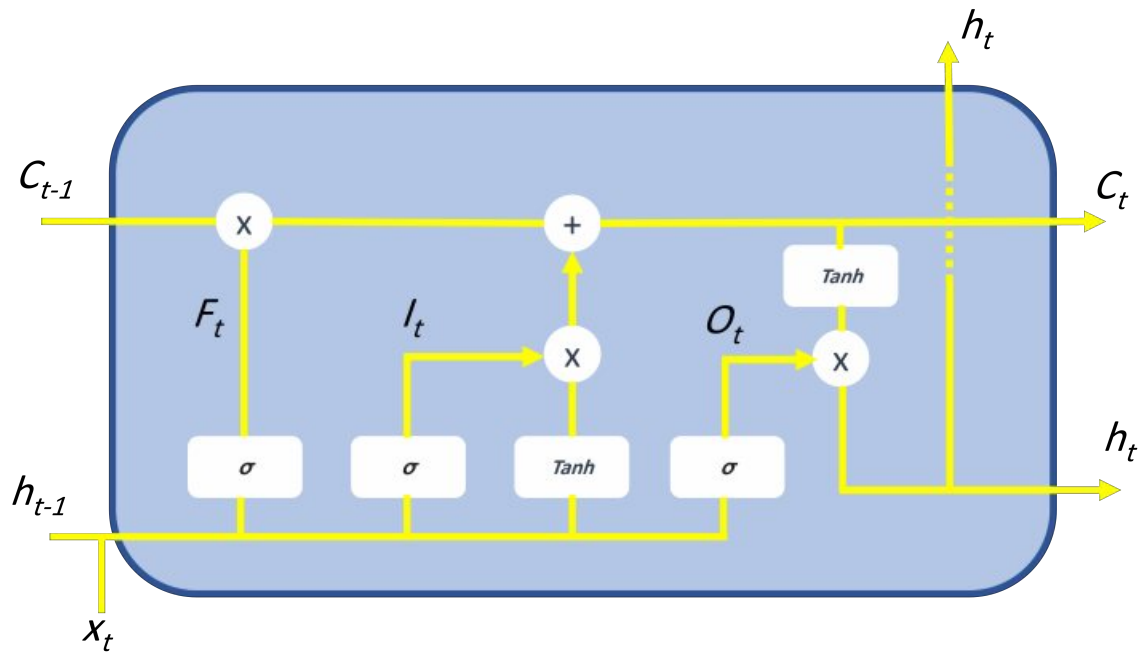 h_t
C_{t-1}
C_t
x
+
Tanh
F_t
I_t
O_t
x
x
σ
σ
Tanh
σ
h_t
h_{t-1}
x_t